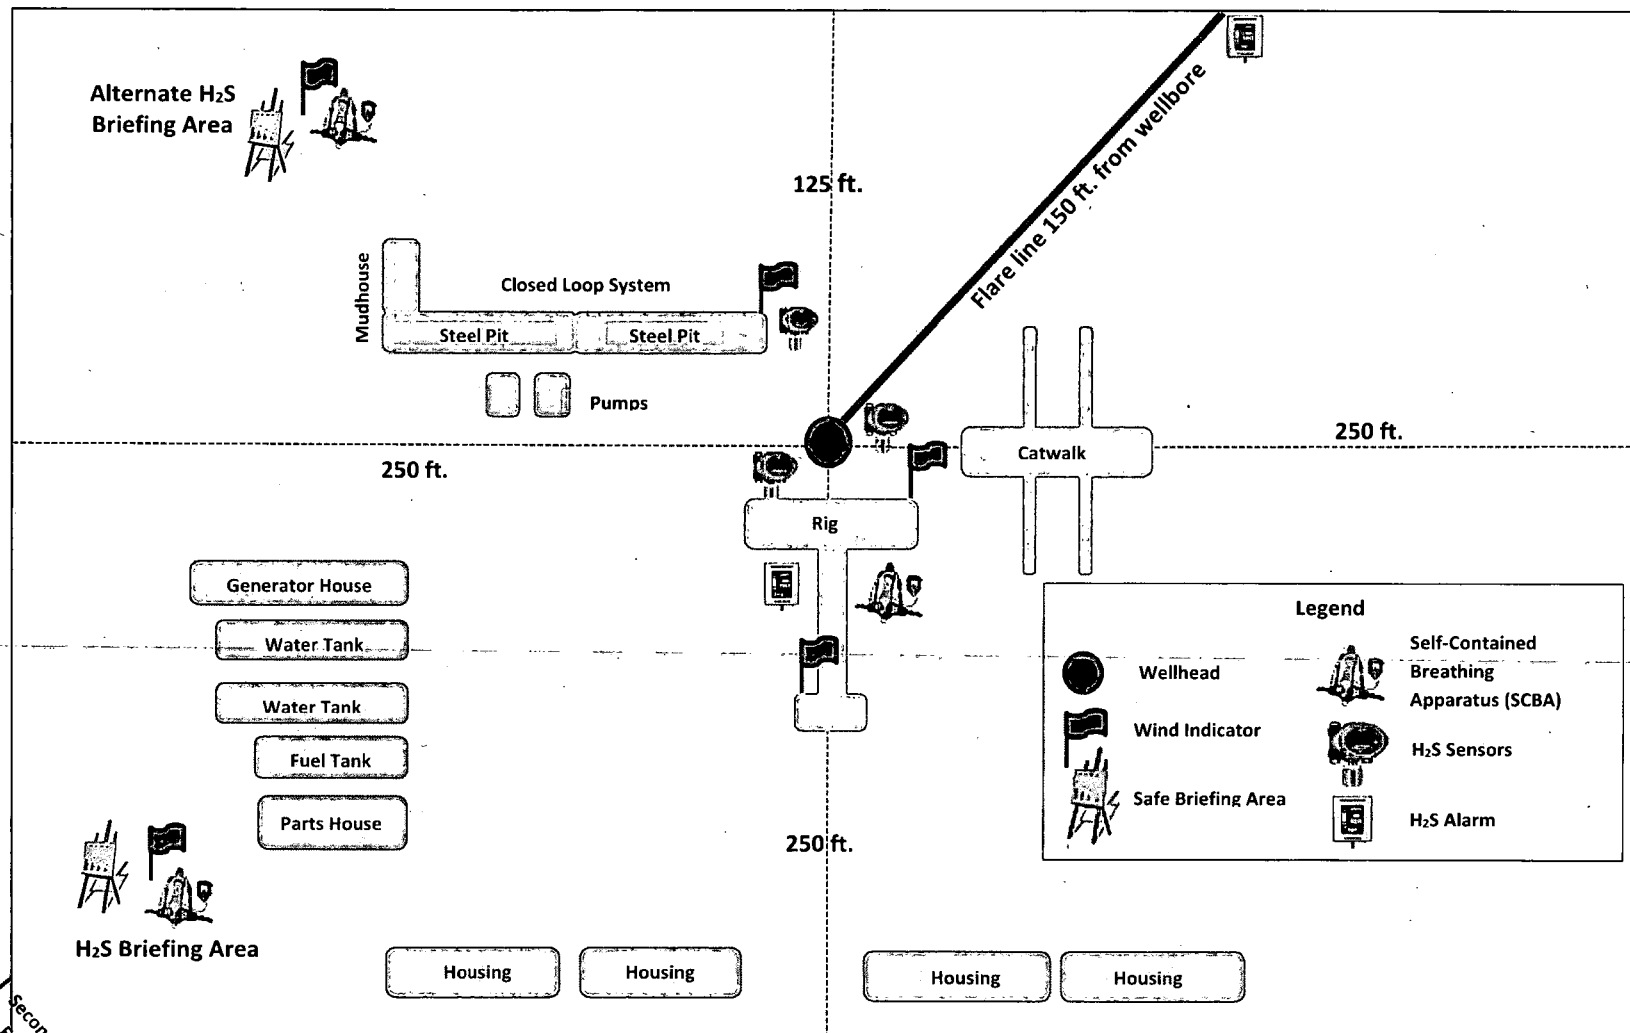 Alternate H₂S
Briefing Area
125 ft.
Flare line 150 ft. from wellbore
Mudhouse
Closed Loop System
Steel Pit
Steel Pit
Pumps
250 ft.
250 ft.
Catwalk
Rig
Generator House
Water Tank
Water Tank
Fuel Tank
Parts House
250 ft.
Legend
Wellhead
Wind Indicator
Safe Briefing Area
Self-Contained
Breathing
Apparatus (SCBA)
H₂S Sensors
H₂S Alarm
H₂S Briefing Area
Housing
Housing
Housing
Housing